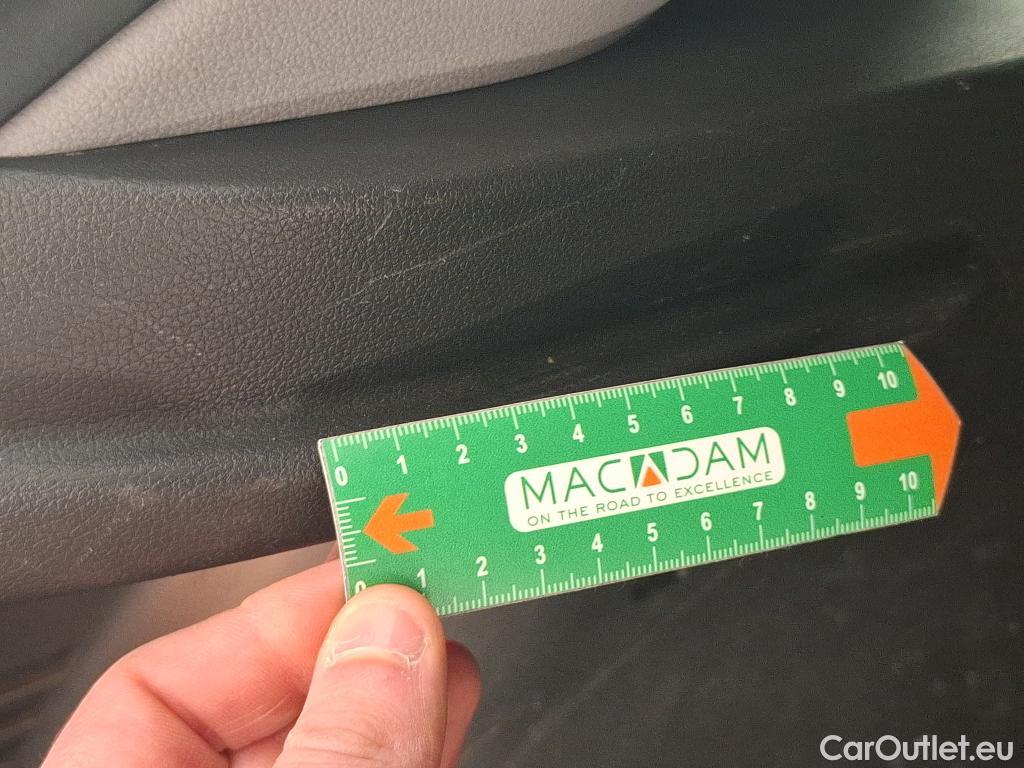 0 1 2 3 4 5 6 7 8 9 10
MACADAM
ON THE ROAD TO EXCELLENCE
0 1 2 3 4 5 6 7 8 9 10
CarOutlet.eu